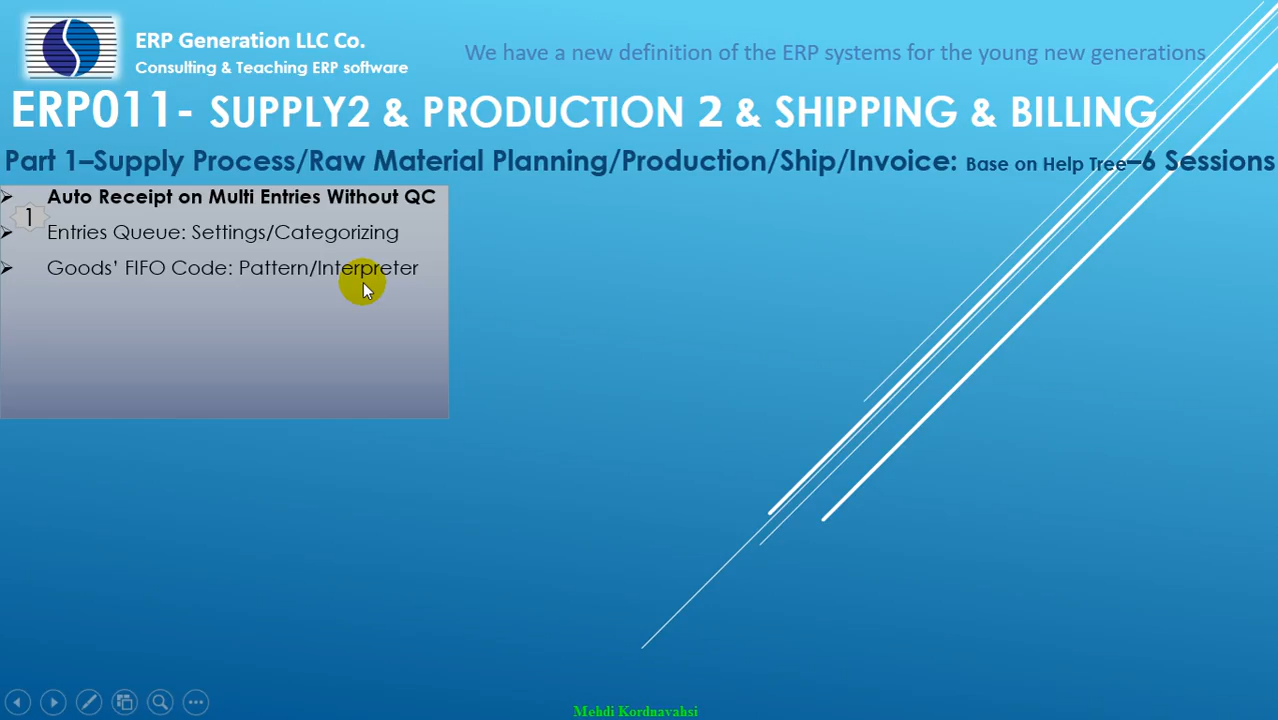 ERP Generation LLC Co.
Consulting & Teaching ERP software
We have a new definition of the ERP systems for the young new generations
ERP011- SUPPLY2 & PRODUCTION 2 & SHIPPING & BILLING
Part 1–Supply Process/Raw Material Planning/Production/Ship/Invoice: Base on Help Tree–6 Sessions
Auto Receipt on Multi Entries Without QC
1
Entries Queue: Settings/Categorizing
Goods’ FIFO Code: Pattern/Interpreter
Mehdi Kordnavahsi